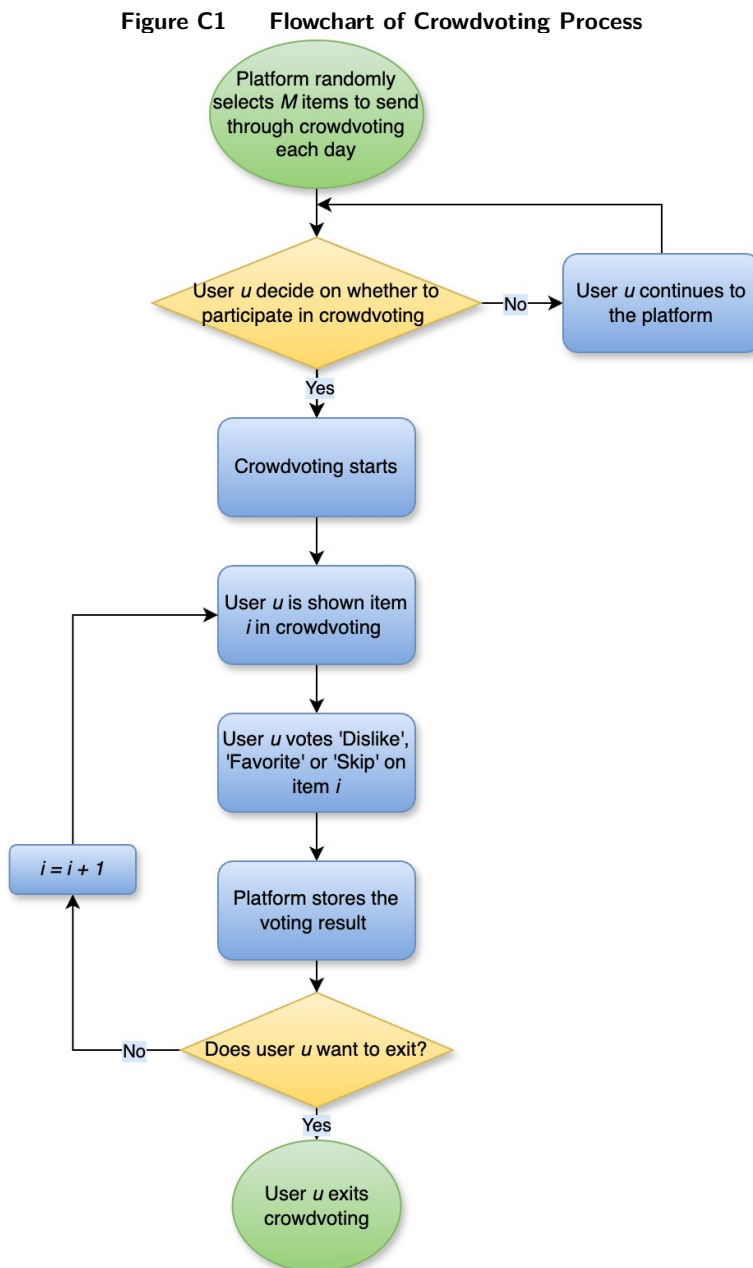 Figure C1 Flowchart of Crowdvoting Process
Platform randomly
selects M items to send
through crowdvoting
each day
User u decide on whether to
participate in crowdvoting
No
User u continues to
the platform
Yes
Crowdvoting starts
User u is shown item
i in crowdvoting
User u votes 'Dislike',
'Favorite' or 'Skip' on
item i
i = i + 1
Platform stores the
voting result
Does user u want to exit?
No
Yes
User u exits
crowdvoting